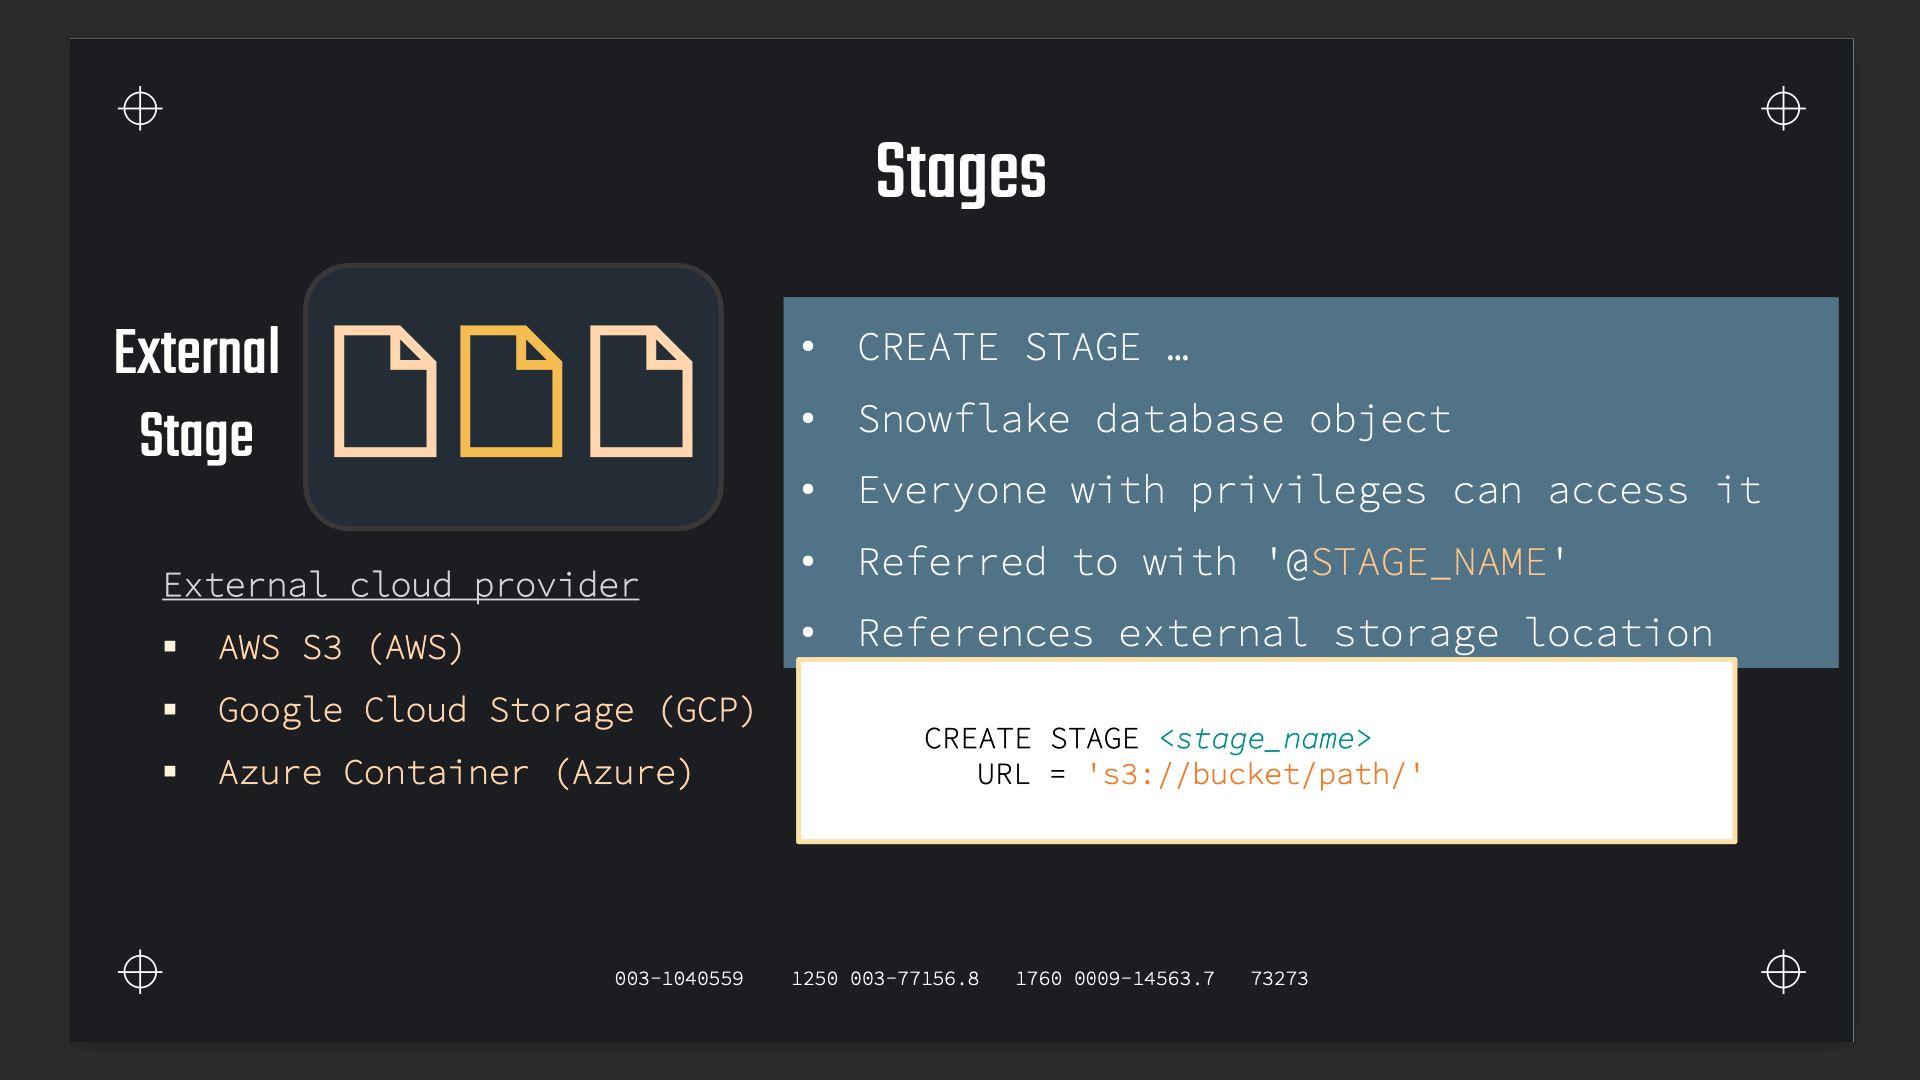 Stages
External
Stage
External cloud provider
▪ AWS S3 (AWS)
▪ Google Cloud Storage (GCP)
▪ Azure Container (Azure)
• CREATE STAGE …
• Snowflake database object
• Everyone with privileges can access it
• Referred to with '@STAGE_NAME'
• References external storage location
CREATE STAGE <stage_name>
URL = 's3://bucket/path/'
003-1040559 1250 003-77156.8 1760 0009-14563.7 73273